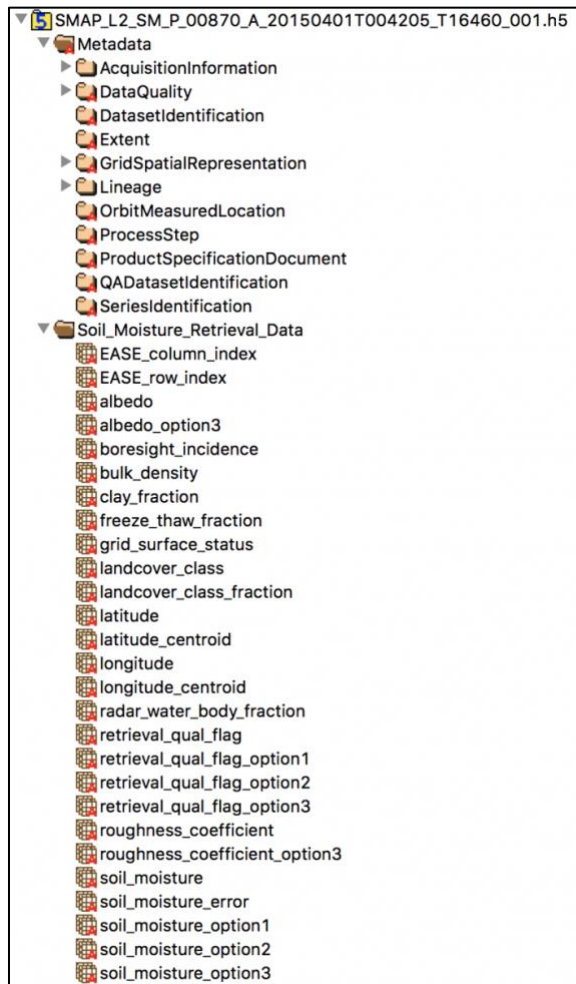 SMAP_L2_SM_P_00870_A_20150401T004205_T16460_001.h5
Metadata
AcquisitionInformation
DataQuality
DatasetIdentification
Extent
GridSpatialRepresentation
Lineage
OrbitMeasuredLocation
ProcessStep
ProductSpecificationDocument
QADatasetIdentification
SeriesIdentification
Soil_Moisture_Retrieval_Data
EASE_column_index
EASE_row_index
albedo
albedo_option3
boresight_incidence
bulk_density
clay_fraction
freeze_thaw_fraction
grid_surface_status
landcover_class
landcover_class_fraction
latitude
latitude_centroid
longitude
longitude_centroid
radar_water_body_fraction
retrieval_qual_flag
retrieval_qual_flag_option1
retrieval_qual_flag_option2
retrieval_qual_flag_option3
roughness_coefficient
roughness_coefficient_option3
soil_moisture
soil_moisture_error
soil_moisture_option1
soil_moisture_option2
soil_moisture_option3